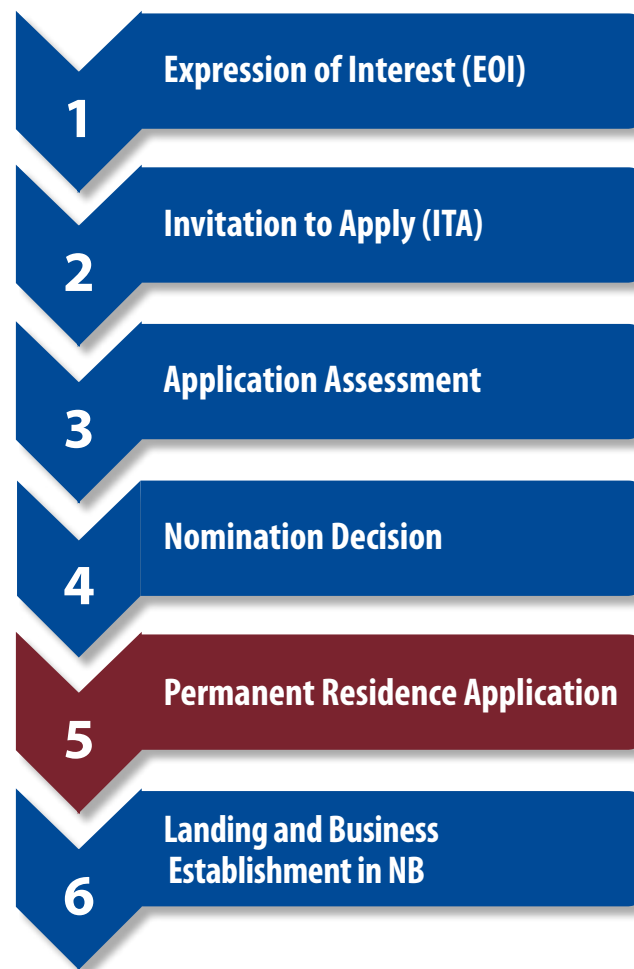 1
Expression of Interest (EOI)
2
Invitation to Apply (ITA)
3
Application Assessment
4
Nomination Decision
5
Permanent Residence Application
6
Landing and Business
Establishment in NB